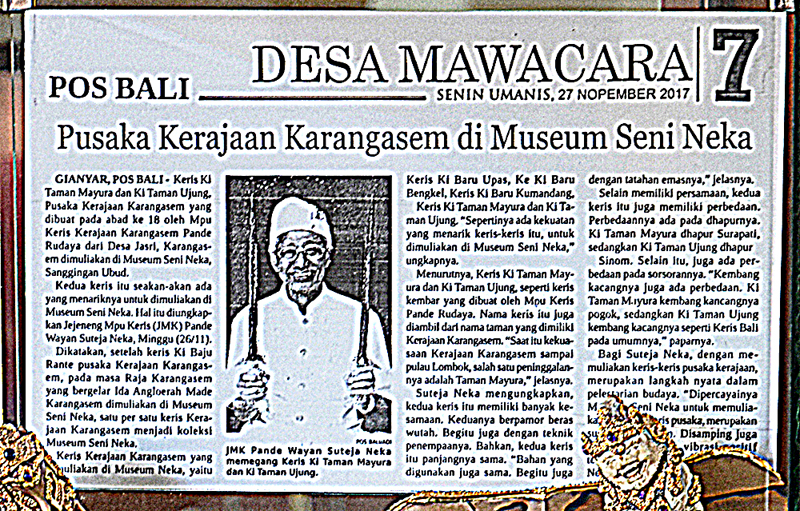 POS BALI
DESA MAWACARA
SENIN UMANIS, 27 NOPEMBER 2017
7
Pusaka Kerajaan Karangasem di Museum Seni Neka
GIANYAR, POS BALI - Keris Ki
Taman Mayura dan Ki Taman Ujung,
Pusaka Kerajaan Karangasem yang
dibuat pada abad ke 18 oleh Mpu
Keris Kerajaan Karangasem Pande
Rudaya dari Desa Jasri, Karangas-
em dimuliakan di Museum Seni Neka,
Sanggingan Ubud.
Kedua keris itu seakan-akan ada
yang menariknya untuk dimuliakan di
Museum Seni Neka. Hal itu diungkap-
kan Jejeneng Mpu Keris (JMK) Pande
Wayan Suteja Neka, Minggu (26/11).
Dikatakan, setelah keris Ki Baju
Rante pusaka Kerajaan Karangas-
em, pada masa Raja Karangasem
yang bergelar Ida Angloerah Made
Karangasem dimuliakan di Museum
Seni Neka, satu per satu keris Kera-
jaan Karangasem menjadi koleksi
Museum Seni Neka.
Keris Kerajaan Karangasem yang
dimuliakan di Museum Neka, yaitu
POS BALI/ADI
JMK Pande Wayan Suteja Neka
memegang Keris Ki Taman Mayura
dan Ki Taman Ujung.
Keris Ki Baru Upas, Ke Ki Baru
Bengkel, Keris Ki Baru Kumandang,
Keris Ki Taman Mayura dan Ki Ta-
man Ujung. "Sepertinya ada kekuatan
yang menarik keris-keris itu, untuk
dimuliakan di Museum Seni Neka,"
ungkapnya.
Menurutnya, Keris Ki Taman May-
ura dan Ki Taman Ujung, seperti keris
kembar yang dibuat oleh Mpu Keris
Pande Rudaya. Nama keris itu juga
diambil dari nama taman yang dimiliki
Kerajaan Karangasem. "Saat itu kekua-
saan Kerajaan Karangasem sampai
pulau Lombok, salah satu peninggalan-
nya adalah Taman Mayura," jelasnya.
Suteja Neka mengungkapkan,
kedua keris itu memiliki banyak ke-
samaan. Keduanya berpamor beras
wutah. Begitu juga dengan teknik
penempaanya. Bahkan, kedua keris
itu panjangnya sama. "Bahan yang
digunakan juga sama. Begitu juga
dengan tatahan emasnya," jelasnya.
Selain memiliki persamaan, kedua
keris itu juga memiliki perbedaan.
Perbedaannya ada pada dhapurnya.
Ki Taman Mayura dhapur Surapati,
sedangkan Ki Taman Ujung dhapur
Sinom. Selain itu, juga ada per-
bedaan pada sorsorannya. "Kembang
kacangnya juga ada perbedaan. Ki
Taman Mayura kembang kancangnya
pogok, sedangkan Ki Taman Ujung
kembang kacangnya seperti Keris Bali
pada umumnya," paparnya.
Bagi Suteja Neka, dengan me-
muliakan keris-keris pusaka kerajaan,
merupakan langkah nyata dalam
pelestarian budaya. "Dipercayainya
Seni Neka untuk memulia-
pusaka, merupakan
Disamping juga
vibrasi positif